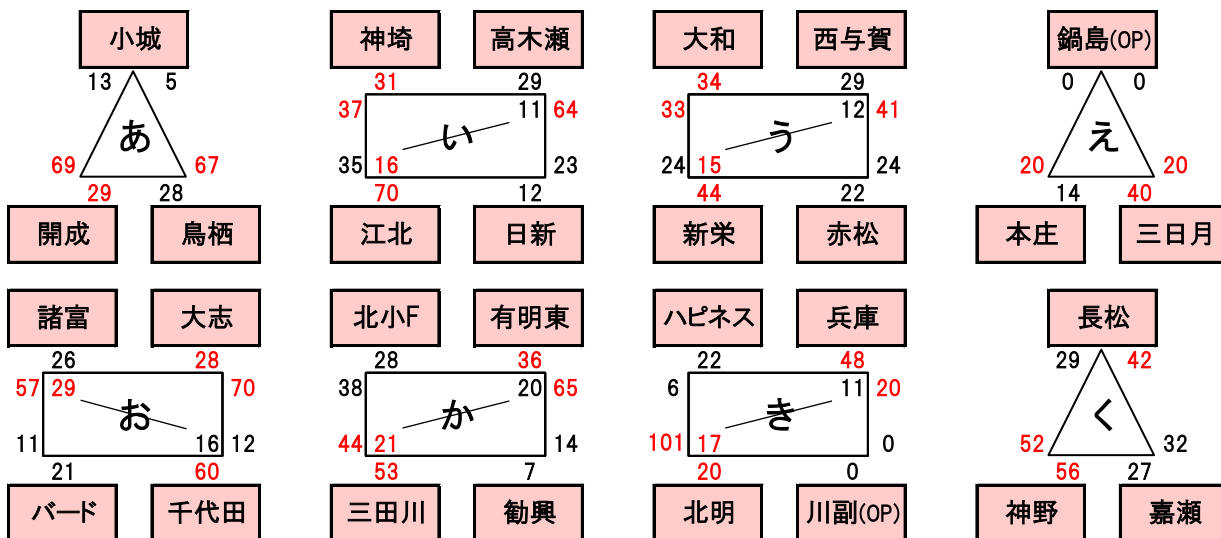 小城 神埼 高木瀬 大和 西与賀 鍋島(OP)
13 5 31 29 34 29 0 0
37 11 64 33 12 41
あ い う え
69 67 35 16 23 24 15 24 20 20
29 28 70 12 44 22 14 40
開成 鳥栖 江北 日新 新栄 赤松 本庄 三日月
諸富 大志 北小F 有明東 ハピネス 兵庫 長松
26 28 28 36 22 48 29 42
57 29 70 38 20 65 6 11 20
お か き く
11 16 12 44 21 14 101 17 0 52 32
21 60 53 7 20 0 56 27
バード 千代田 三田川 勧興 北明 川副(OP) 神野 嘉瀬